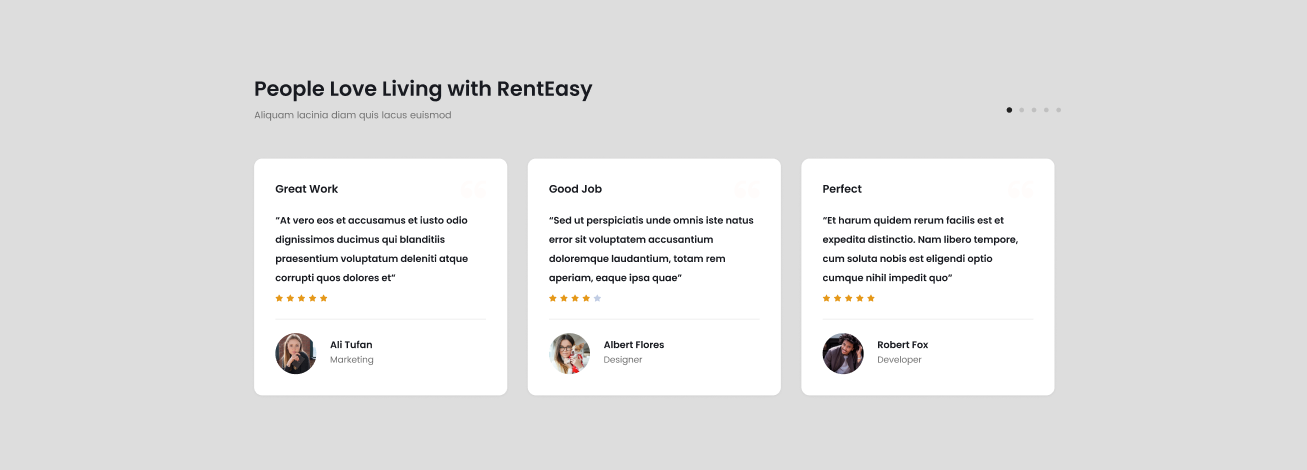 People Love Living with RentEasy
Aliquam lacinia diam quis lacus euismod
Great Work
“At vero eos et accusamus et iusto odio
dignissimos ducimus qui blanditiis
praesentium voluptatum deleniti atque
corrupti quos dolores et“
Ali Tufan
Marketing
Good Job
“Sed ut perspiciatis unde omnis iste natus
error sit voluptatem accusantium
doloremque laudantium, totam rem
aperiam, eaque ipsa quae“
Albert Flores
Designer
Perfect
“Et harum quidem rerum facilis est et
expedita distinctio. Nam libero tempore,
cum soluta nobis est eligendi optio
cumque nihil impedit quo“
Robert Fox
Developer